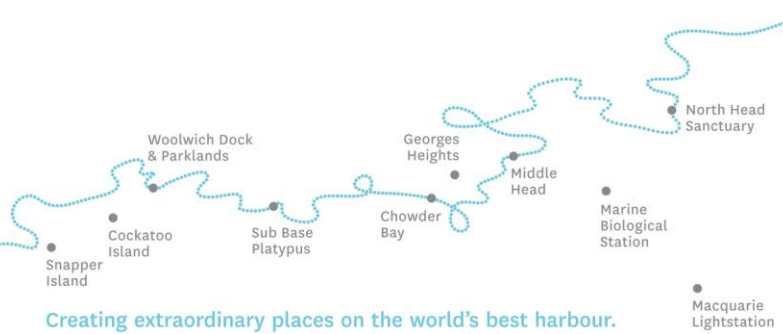 North Head
Sanctuary
Woolwich Dock
& Parklands
Georges
Heights
Middle
Head
Marine
Biological
Station
Chowder
Bay
Sub Base
Platypus
Cockatoo
Island
Snapper
Island
Macquarie
Lightstation
Creating extraordinary places on the world's best harbour.